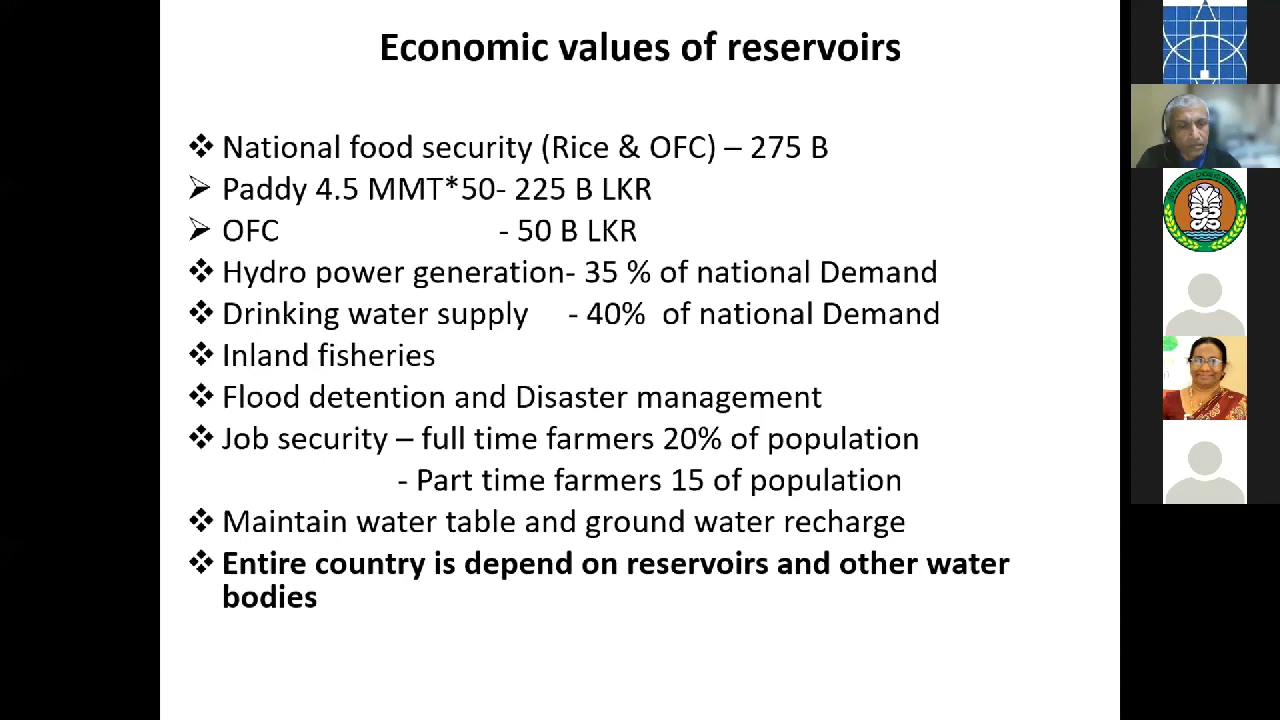 Economic values of reservoirs
❖ National food security (Rice & OFC) – 275 B
➢ Paddy 4.5 MMT*50- 225 B LKR
➢ OFC - 50 B LKR
❖ Hydro power generation- 35 % of national Demand
❖ Drinking water supply - 40% of national Demand
❖ Inland fisheries
❖ Flood detention and Disaster management
❖ Job security – full time farmers 20% of population
- Part time farmers 15 of population
❖ Maintain water table and ground water recharge
❖ Entire country is depend on reservoirs and other water
bodies